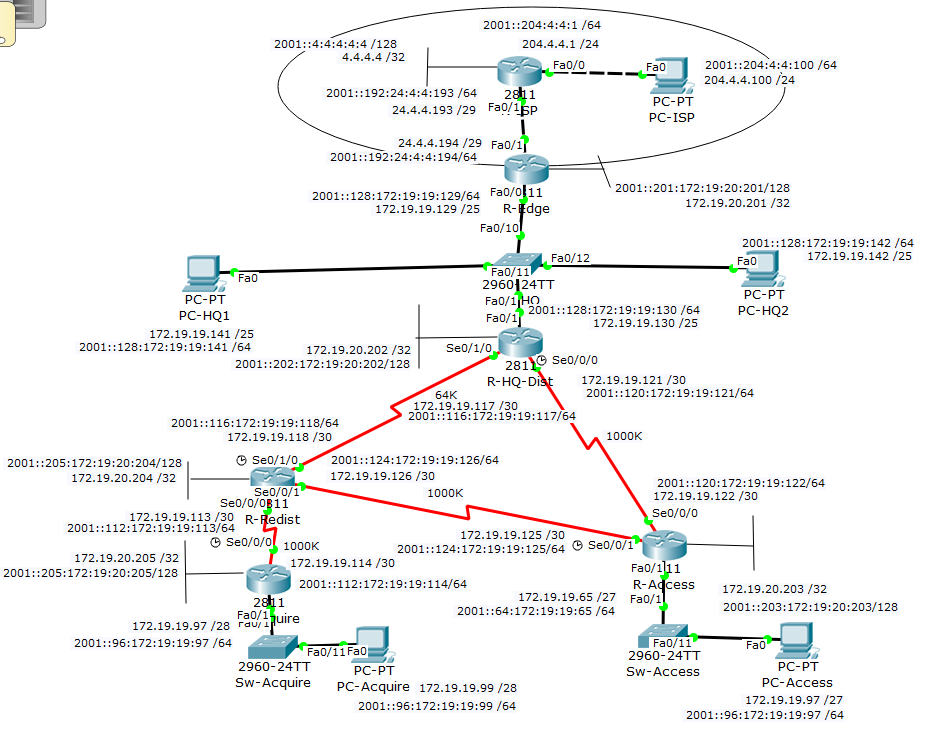 2001::204:4:4:1 /64
204.4.4.1 /24
2001::4:4:4:4:4 /128
4.4.4.4 /32
Fa0/0
Fa0
2001::204:4:4:100 /64
204.4.4.100 /24
2811
2001::192:24:4:4:193 /64
24.4.4.193 /29
Fa0/1
PC-PT
PC-ISP
24.4.4.194 /29
Fa0/1
2001::192:24:4:4:194/64
2001::128:172:19:19:129/64
172.19.19.129 /25
Fa0/0
R-Edge
2001::201:172:19:20:201/128
172.19.20.201 /32
Fa0/10
2001::128:172:19:19:142 /64
172.19.19.142 /25
Fa0
Fa0/11
Fa0/12
Fa0
2960-24TT
PC-PT
PC-HQ1
PC-PT
PC-HQ2
Fa0/1
HQ
Fa0/1
2001::128:172:19:19:130 /64
172.19.19.130 /25
172.19.19.141 /25
2001::128:172:19:19:141 /64
172.19.20.202 /32
2001::202:172:19:20:202/128
Se0/1/0
Se0/0/0
2811
R-HQ-Dist
172.19.19.121 /30
2001::120:172:19:19:121/64
64K
172.19.19.117 /30
2001::116:172:19:19:117/64
2001::116:172:19:19:118/64
172.19.19.118 /30
1000K
Se0/1/0
2001::124:172:19:19:126/64
172.19.19.126 /30
2001::205:172:19:20:204/128
172.19.20.204 /32
Se0/0/1
1000K
2001::120:172:19:19:122/64
172.19.19.122 /30
Se0/0/0
Se0/0/0
R-Redist
172.19.19.113 /30
2001::112:172:19:19:113/64
Se0/0/0
1000K
172.19.19.125 /30
2001::124:172:19:19:125/64
Se0/0/1
172.19.20.205 /32
2001::205:172:19:20:205/128
172.19.19.114 /30
2001::112:172:19:19:114/64
Fa0/1
R-Access
2811
Fa0/1
172.19.19.65 /27
2001::64:172:19:19:65 /64
Fa0/1
172.19.20.203 /32
2001::203:172:19:20:203/128
172.19.19.97 /28
2001::96:172:19:19:97 /64
Fa0/11
Fa0
2960-24TT
Sw-Acquire
PC-PT
PC-Acquire
172.19.19.99 /28
2001::96:172:19:19:99 /64
Fa0/11
Fa0
2960-24TT
Sw-Access
PC-PT
PC-Access
172.19.19.97 /27
2001::96:172:19:19:97 /64